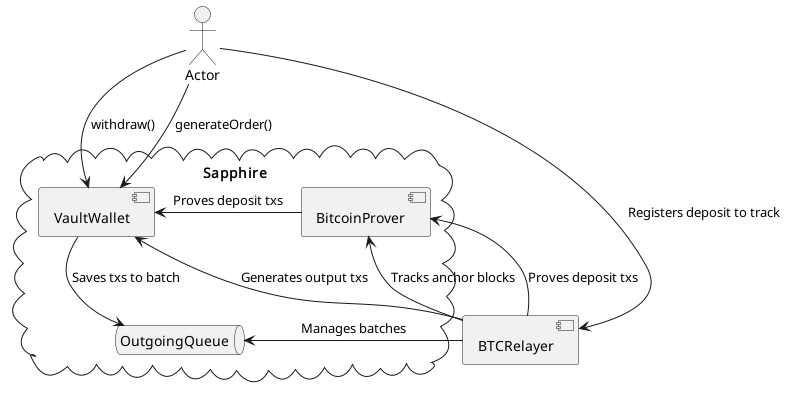 Actor
withdraw()
generateOrder()
Sapphire
Proves deposit txs
VaultWallet
BitcoinProver
Registers deposit to track
Saves txs to batch
Generates output txs
Tracks anchor blocks
Proves deposit txs
OutgoingQueue
Manages batches
BTCRelayer